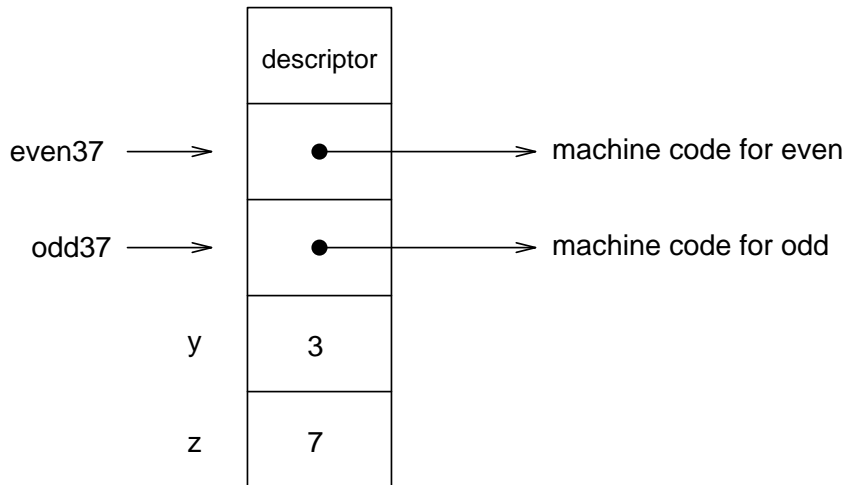 descriptor
even37 machine code for even
odd37 machine code for odd
y 3
z 7